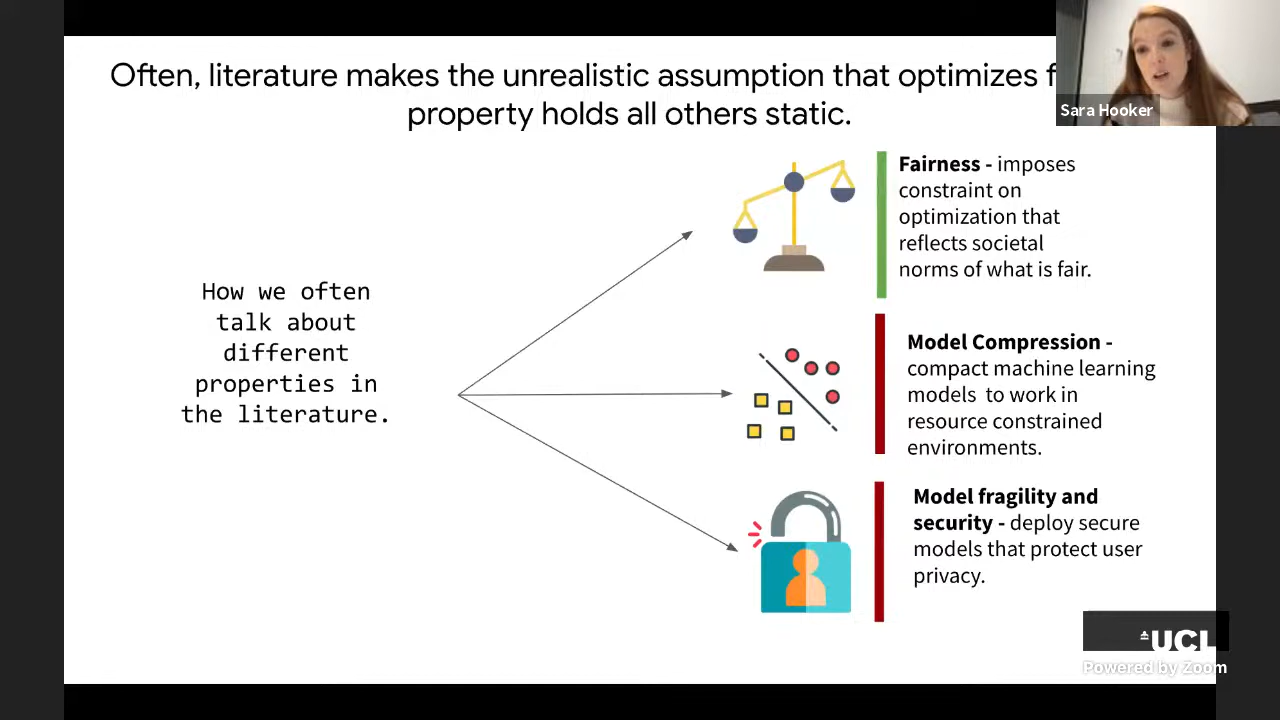 Often, literature makes the unrealistic assumption that optimizes
property holds all others static.
Sara Hooker
How we often
talk about
different
properties in
the literature.
Fairness - imposes
constraint on
optimization that
reflects societal
norms of what is fair.
Model Compression -
compact machine learning
models to work in
resource constrained
environments.
Model fragility and
security - deploy secure
models that protect user
privacy.
UCL
Powered by Zoom